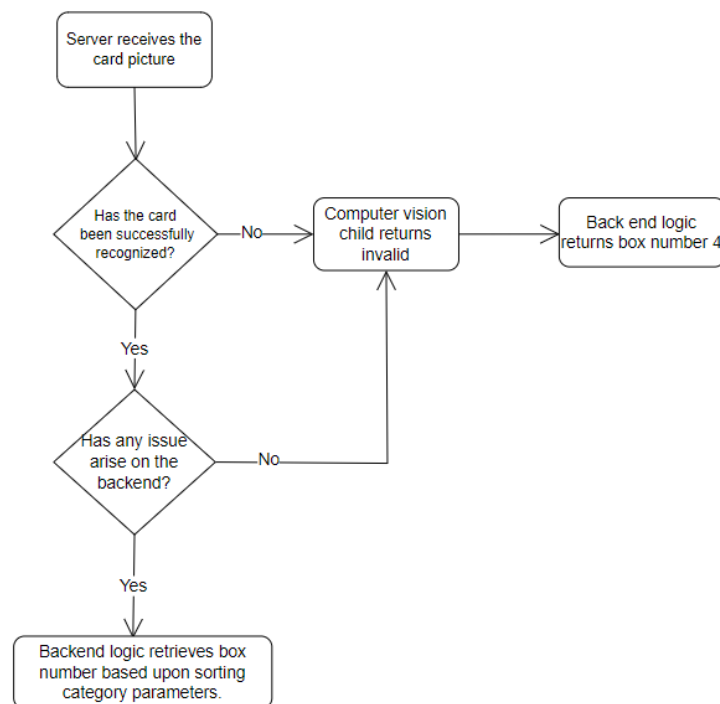 Server receives the
card picture
Has the card
been successfully
recognized?
No
Computer vision
child returns
invalid
Back end logic
returns box number 4
Yes
Has any issue
arise on the
backend?
No
Yes
Backend logic retrieves box
number based upon sorting
category parameters.